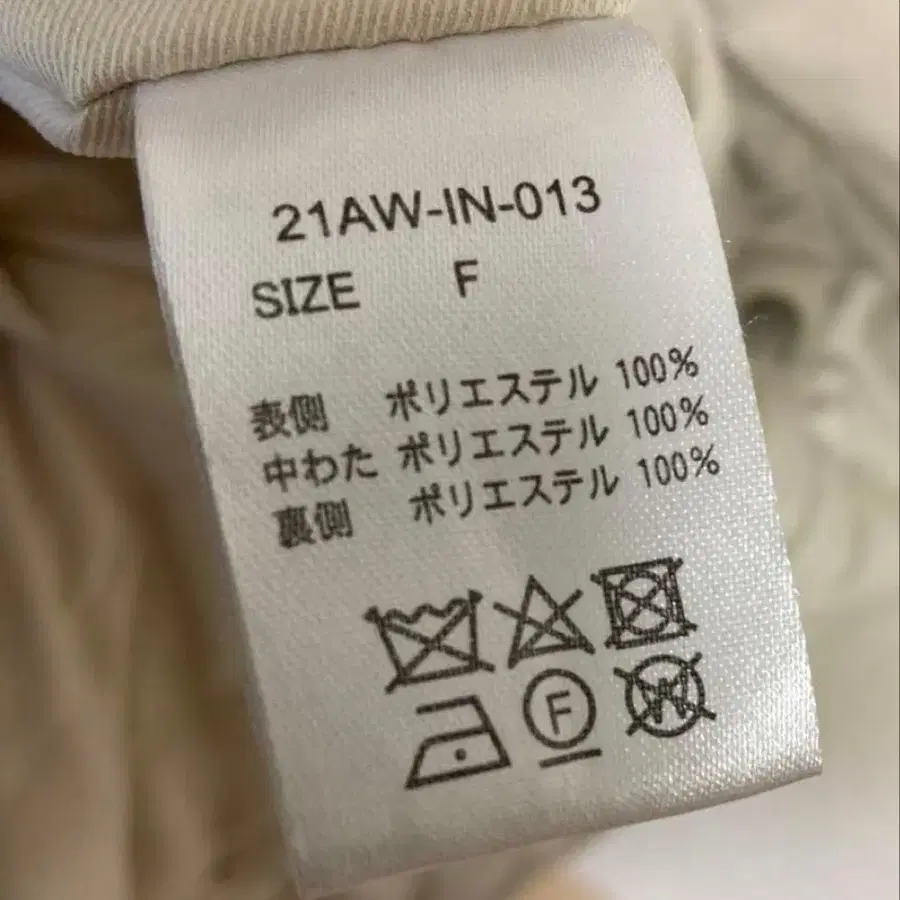 21AW-IN-013
SIZE F
表側 ポリエステル 100%
中わた ポリエステル 100%
裏側 ポリエステル 100%
F
W